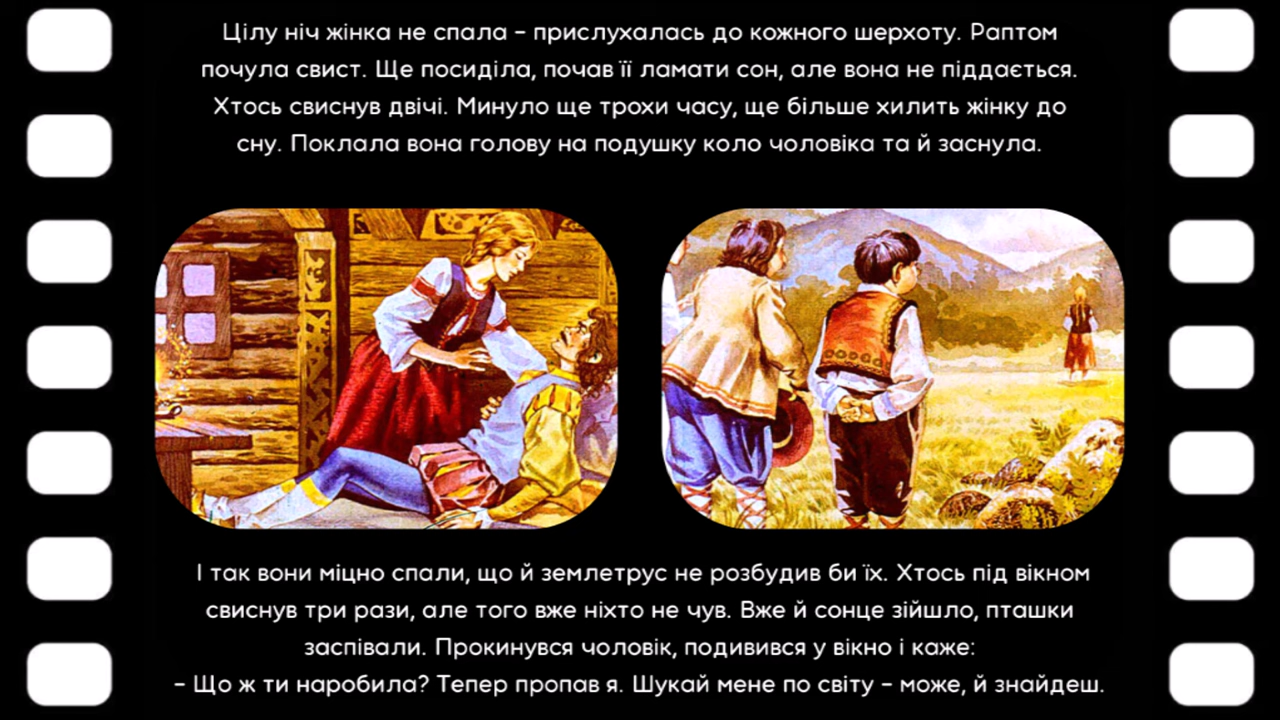 Цілу ніч жінка не спала – прислухалась до кожного шерхоту. Раптом
почула свист. Ще посиділа, почав її ламати сон, але вона не піддається.
Хтось свиснув двічі. Минуло ще трохи часу, ще більше хилить жінку до
сну. Поклала вона голову на подушку коло чоловіка та й заснула.
І так вони міцно спали, що й землетрус не розбудив би їх. Хтось під вікном
свиснув три рази, але того вже ніхто не чув. Вже й сонце зійшло, пташки
заспівали. Прокинувся чоловік, подивився у вікно і каже:
– Що ж ти наробила? Тепер пропав я. Шукай мене по світу – може, й знайдеш.